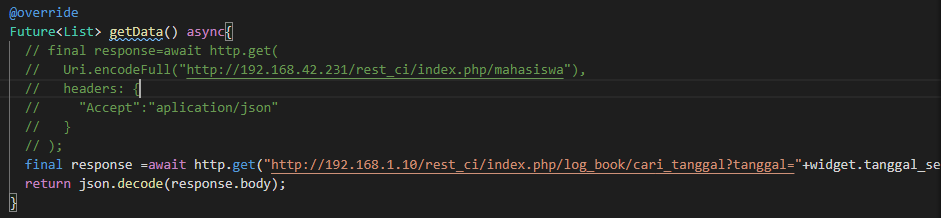 @override
Future<List> getData() async{
// final response=await http.get(
//   Uri.encodeFull("http://192.168.42.231/rest_ci/index.php/mahasiswa"),
//   headers: {
//     "Accept":"aplication/json"
//   }
// );
final response =await http.get("http://192.168.1.10/rest_ci/index.php/log_book/cari_tanggal?tanggal="+widget.tanggal_se
return json.decode(response.body);
}